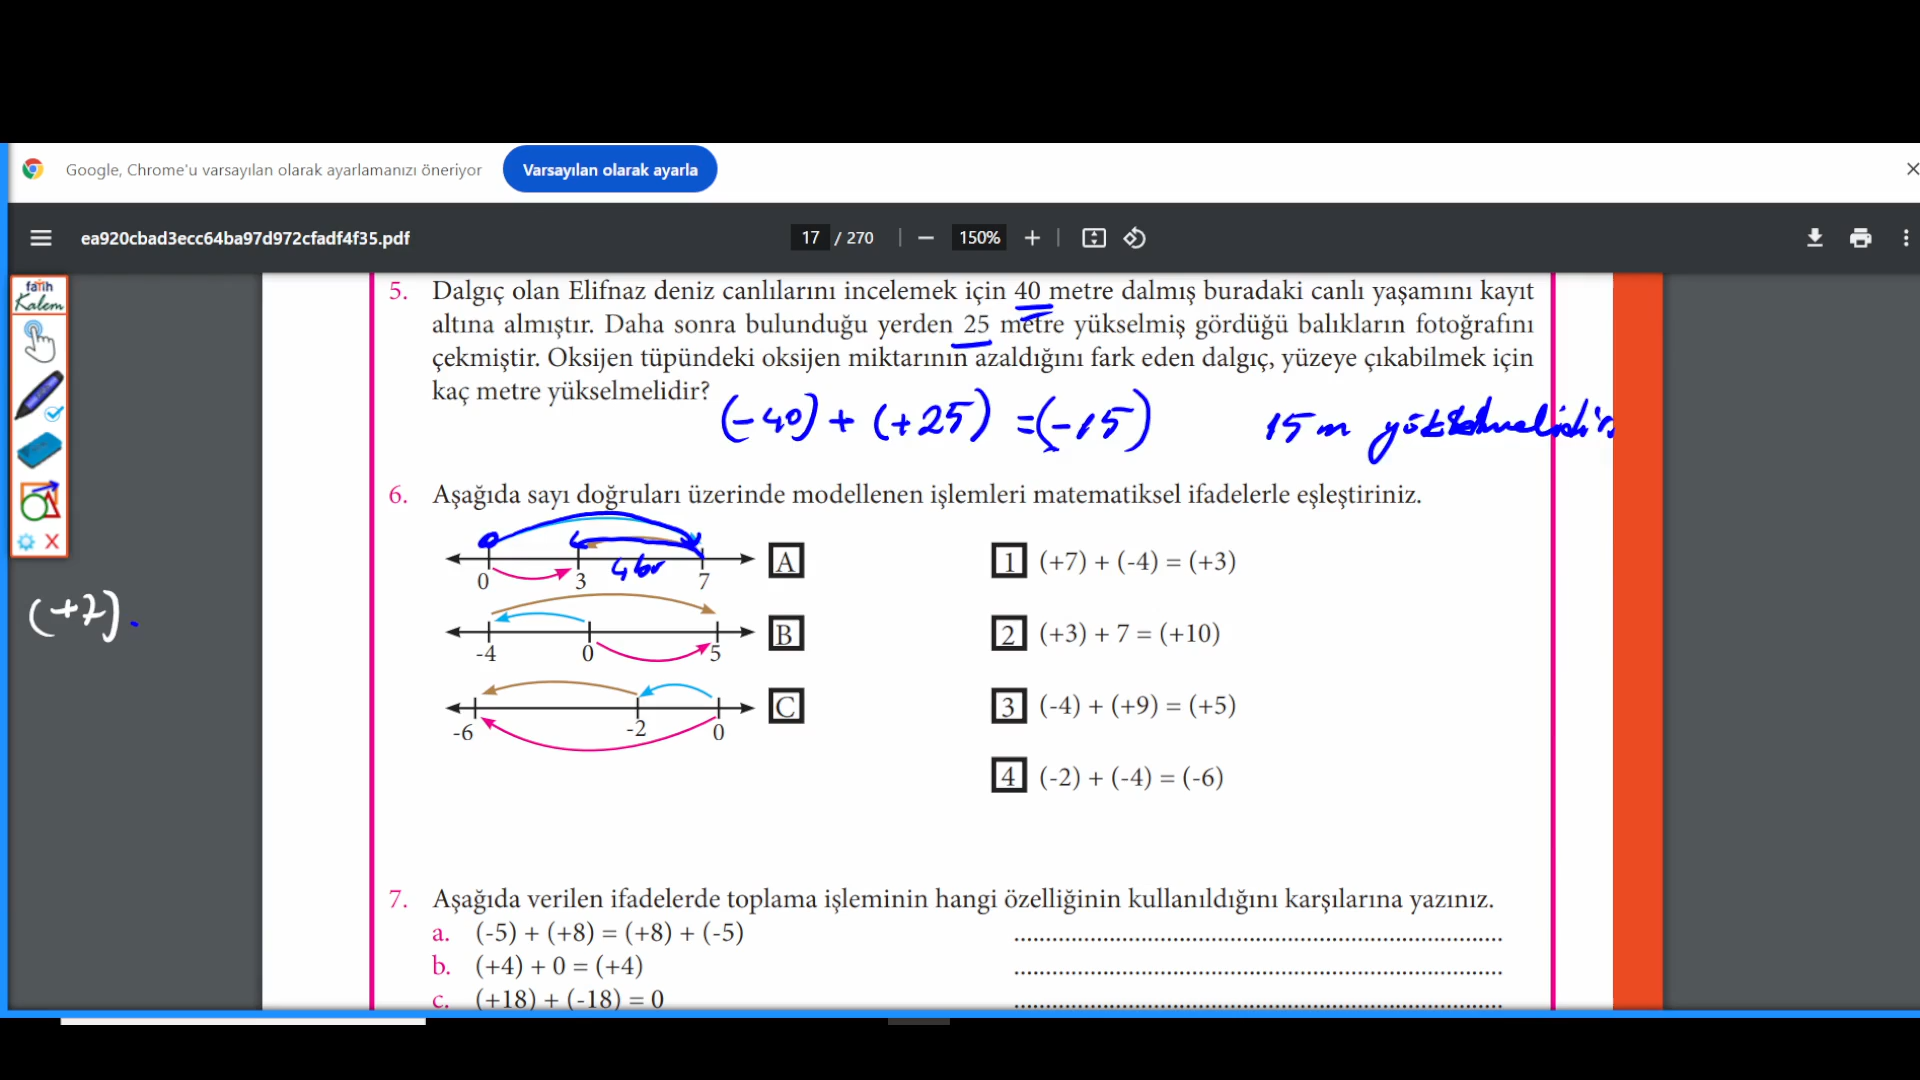 Google, Chrome'u varsayılan olarak ayarlamanızı öneriyor
Varsayılan olarak ayarla
ea920cbad3ecc64ba97d972cfadf4f35.pdf
17 / 270
150%
fatih
Kalem
5. Dalgıç olan Elifnaz deniz canlılarını incelemek için 40 metre dalmış buradaki canlı yaşamını kayıt
altına almıştır. Daha sonra bulunduğu yerden 25 metre yükselmiş gördüğü balıkların fotoğrafını
çekmiştir. Oksijen tüpündeki oksijen miktarının azaldığını fark eden dalgıç, yüzeye çıkabilmek için
kaç metre yükselmelidir?
(-40) + (+25) = (-15)
15 m
6. Aşağıda sayı doğruları üzerinde modellenen işlemleri matematiksel ifadelerle eşleştiriniz.
4 br
0 3 7
A
1 (+7) + (-4) = (+3)
(+7)
-4 0 5
B
2 (+3) + 7 = (+10)
-6 -2 0
C
3 (-4) + (+9) = (+5)
4 (-2) + (-4) = (-6)
7. Aşağıda verilen ifadelerde toplama işleminin hangi özelliğinin kullanıldığını karşılarına yazınız.
a. (-5) + (+8) = (+8) + (-5) ................................................................................
b. (+4) + 0 = (+4) ................................................................................
c. (+18) + (-18) = 0 ................................................................................